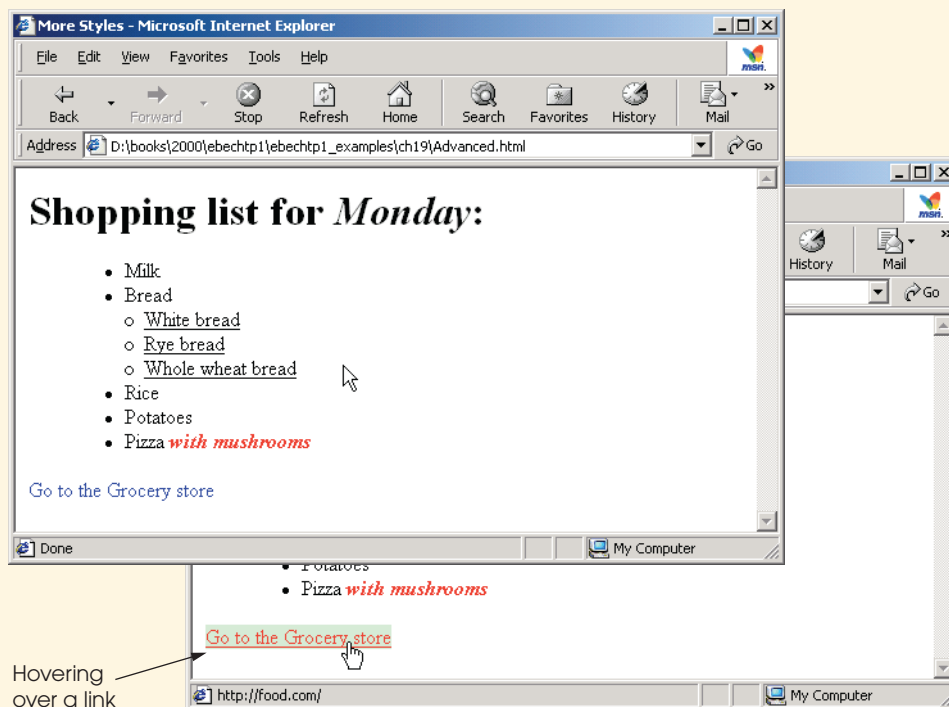 More Styles - Microsoft Internet Explorer
File Edit View Favorites Tools Help
msn.
Back Forward Stop Refresh Home Search Favorites History Mail »
Address D:\books\2000\ebechtp1\ebechtp1_examples\ch19\Advanced.html Go
Shopping list for Monday:
• Milk
• Bread
o White bread
o Rye bread
o Whole wheat bread
• Rice
• Potatoes
• Pizza with mushrooms
Go to the Grocery store
Done My Computer
msn.
History Mail »
Go
• Potatoes
• Pizza with mushrooms
Go to the Grocery store
http://food.com/ My Computer
Hovering
over a link